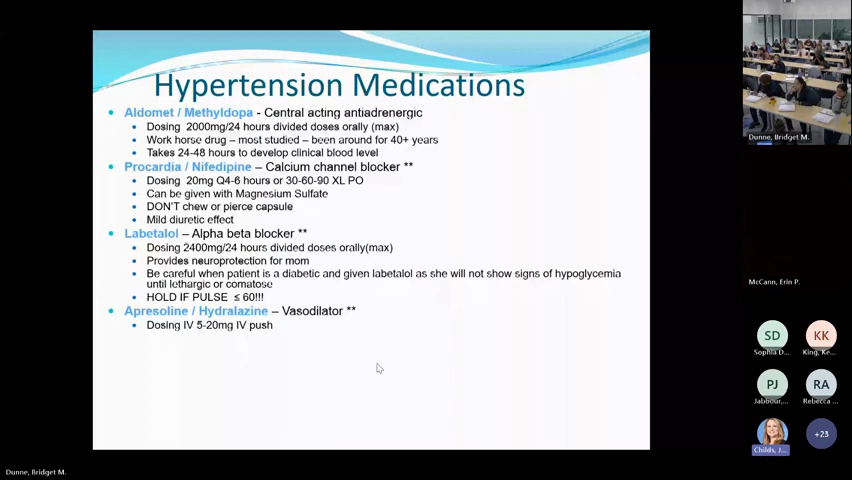 Hypertension Medications
Aldomet / Methyldopa - Central acting antiadrenergic
Dosing 2000mg/24 hours divided doses orally (max)
Work horse drug – most studied – been around for 40+ years
Takes 24-48 hours to develop clinical blood level
Procardia / Nifedipine – Calcium channel blocker **
Dosing 20mg Q4-6 hours or 30-60-90 XL PO
Can be given with Magnesium Sulfate
DON'T chew or pierce capsule
Mild diuretic effect
Labetalol – Alpha beta blocker **
Dosing 2400mg/24 hours divided doses orally(max)
Provides neuroprotection for mom
Be careful when patient is a diabetic and given labetalol as she will not show signs of hypoglycemia
until lethargic or comatose
HOLD IF PULSE ≤ 60!!!
Apresoline / Hydralazine – Vasodilator **
Dosing IV 5-20mg IV push
Dunne, Bridget M.
McCann, Erin P.
SD
KK
Sophia D...
King, Ke...
PJ
RA
Jabbour,...
Rebecca ...
+23
Childs, J...
Dunne, Bridget M.